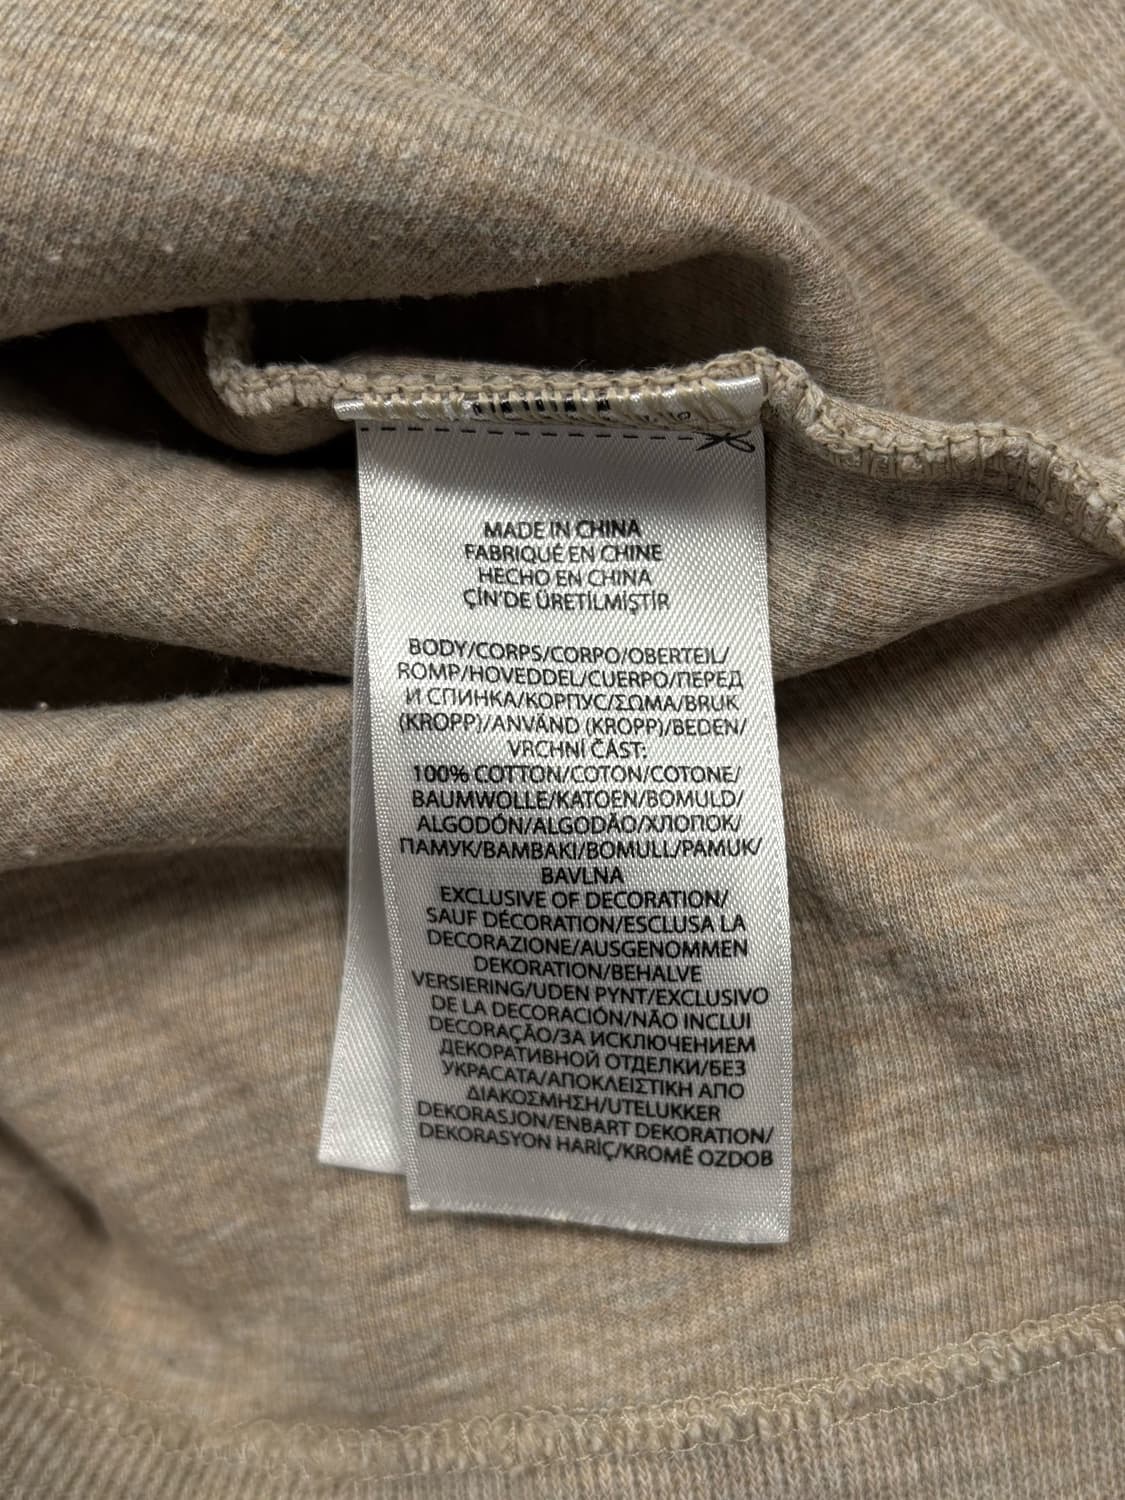 MADE IN CHINA
FABRIQUÉ EN CHINE
HECHO EN CHINA
ÇİN'DE ÜRETİLMİŞTİR
BODY/CORPS/CORPO/OBERTEIL/
ROMP/HOVEDDEL/CUERPO/ПЕРЕД
И СПИНКА/КОРПУС/ΣΩΜΑ/BRUK
(KROPP)/ANVÄND (KROPP)/BEDEN/
VRCHNÍ ČÁST:
100% COTTON/COTON/COTONE/
BAUMWOLLE/KATOEN/BOMULD/
ALGODÓN/ALGODÃO/ХЛОПОК/
ПАМУК/ΒΑΜΒΑΚΙ/BOMULL/PAMUK/
BAVLNA
EXCLUSIVE OF DECORATION/
SAUF DÉCORATION/ESCLUSA LA
DECORAZIONE/AUSGENOMMEN
DEKORATION/BEHALVE
VERSIERING/UDEN PYNT/EXCLUSIVO
DE LA DECORACIÓN/NÃO INCLUI
DECORAÇÃO/ЗА ИСКЛЮЧЕНИЕМ
ДЕКОРАТИВНОЙ ОТДЕЛКИ/БЕЗ
УКРАСАТА/ΑΠΟΚΛΕΙΣΤΙΚΗ ΑΠΟ
ΔΙΑΚΟΣΜΗΣΗ/UTELUKKER
DEKORASJON/ENBART DEKORATION/
DEKORASYON HARİÇ/KROMĚ OZDOB